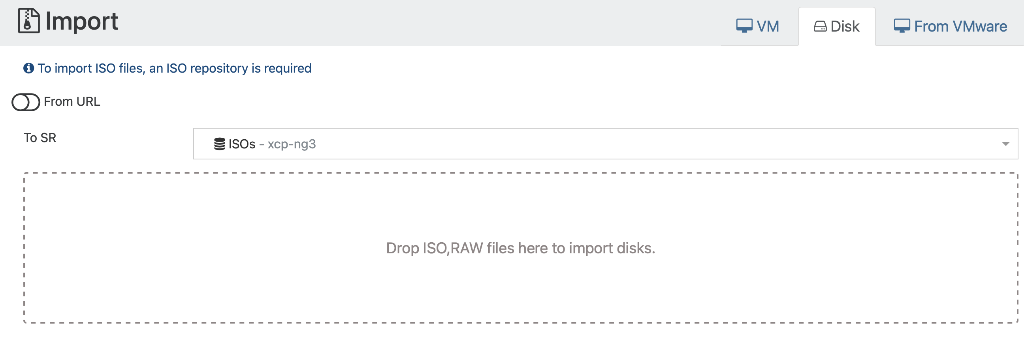 Import
VM
Disk
From VMware
To import ISO files, an ISO repository is required
From URL
To SR
ISOs - xcp-ng3
Drop ISO,RAW files here to import disks.